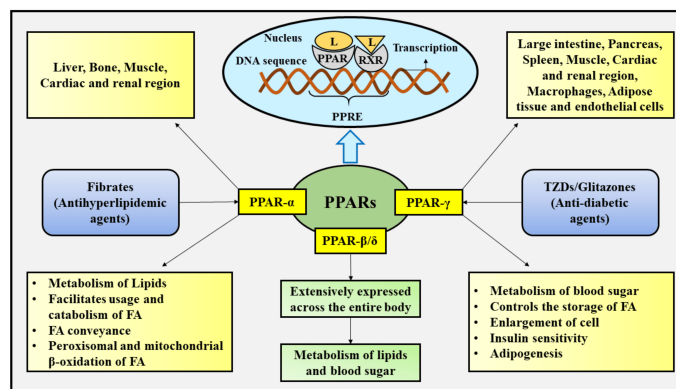 Liver, Bone, Muscle,
Cardiac and renal region
Nucleus
DNA sequence
L
L
PPAR
RXR
Transcription
PPRE
Large intestine, Pancreas,
Spleen, Muscle, Cardiac
and renal region,
Macrophages, Adipose
tissue and endothelial cells
Fibrates
(Antihyperlipidemic
agents)
PPAR-α
PPARs
PPAR-γ
PPAR-β/δ
TZDs/Glitazones
(Anti-diabetic
agents)
• Metabolism of Lipids
• Facilitates usage and
catabolism of FA
• FA conveyance
• Peroxisomal and mitochondrial
β-oxidation of FA
Extensively expressed
across the entire body
Metabolism of lipids
and blood sugar
• Metabolism of blood sugar
• Controls the storage of FA
• Enlargement of cell
• Insulin sensitivity
• Adipogenesis